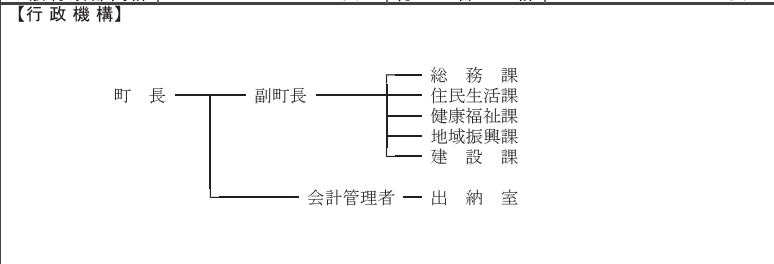 【行政機構】
総　務　課
町　長　副町長　住民生活課
健康福祉課
地域振興課
建　設　課
会計管理者　出　納　室